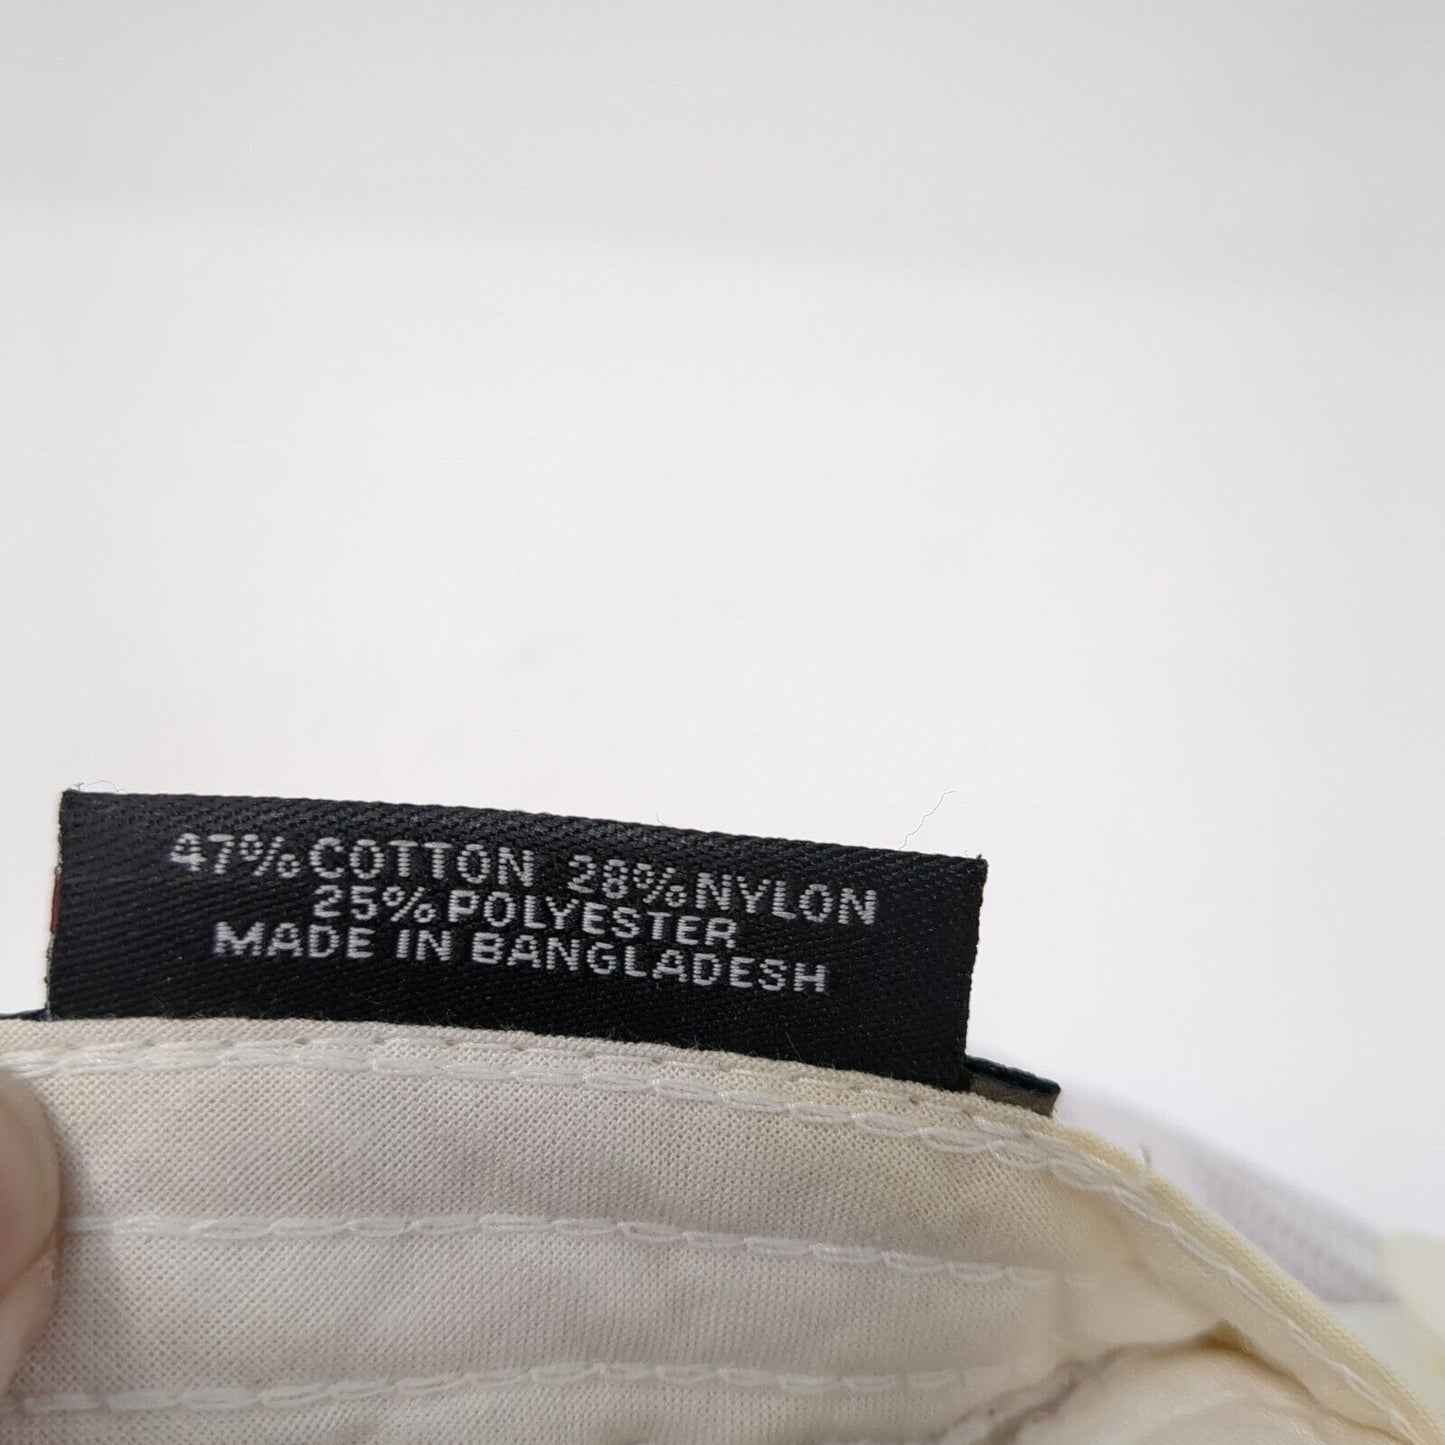 47% COTTON 28% NYLON
25% POLYESTER
MADE IN BANGLADESH